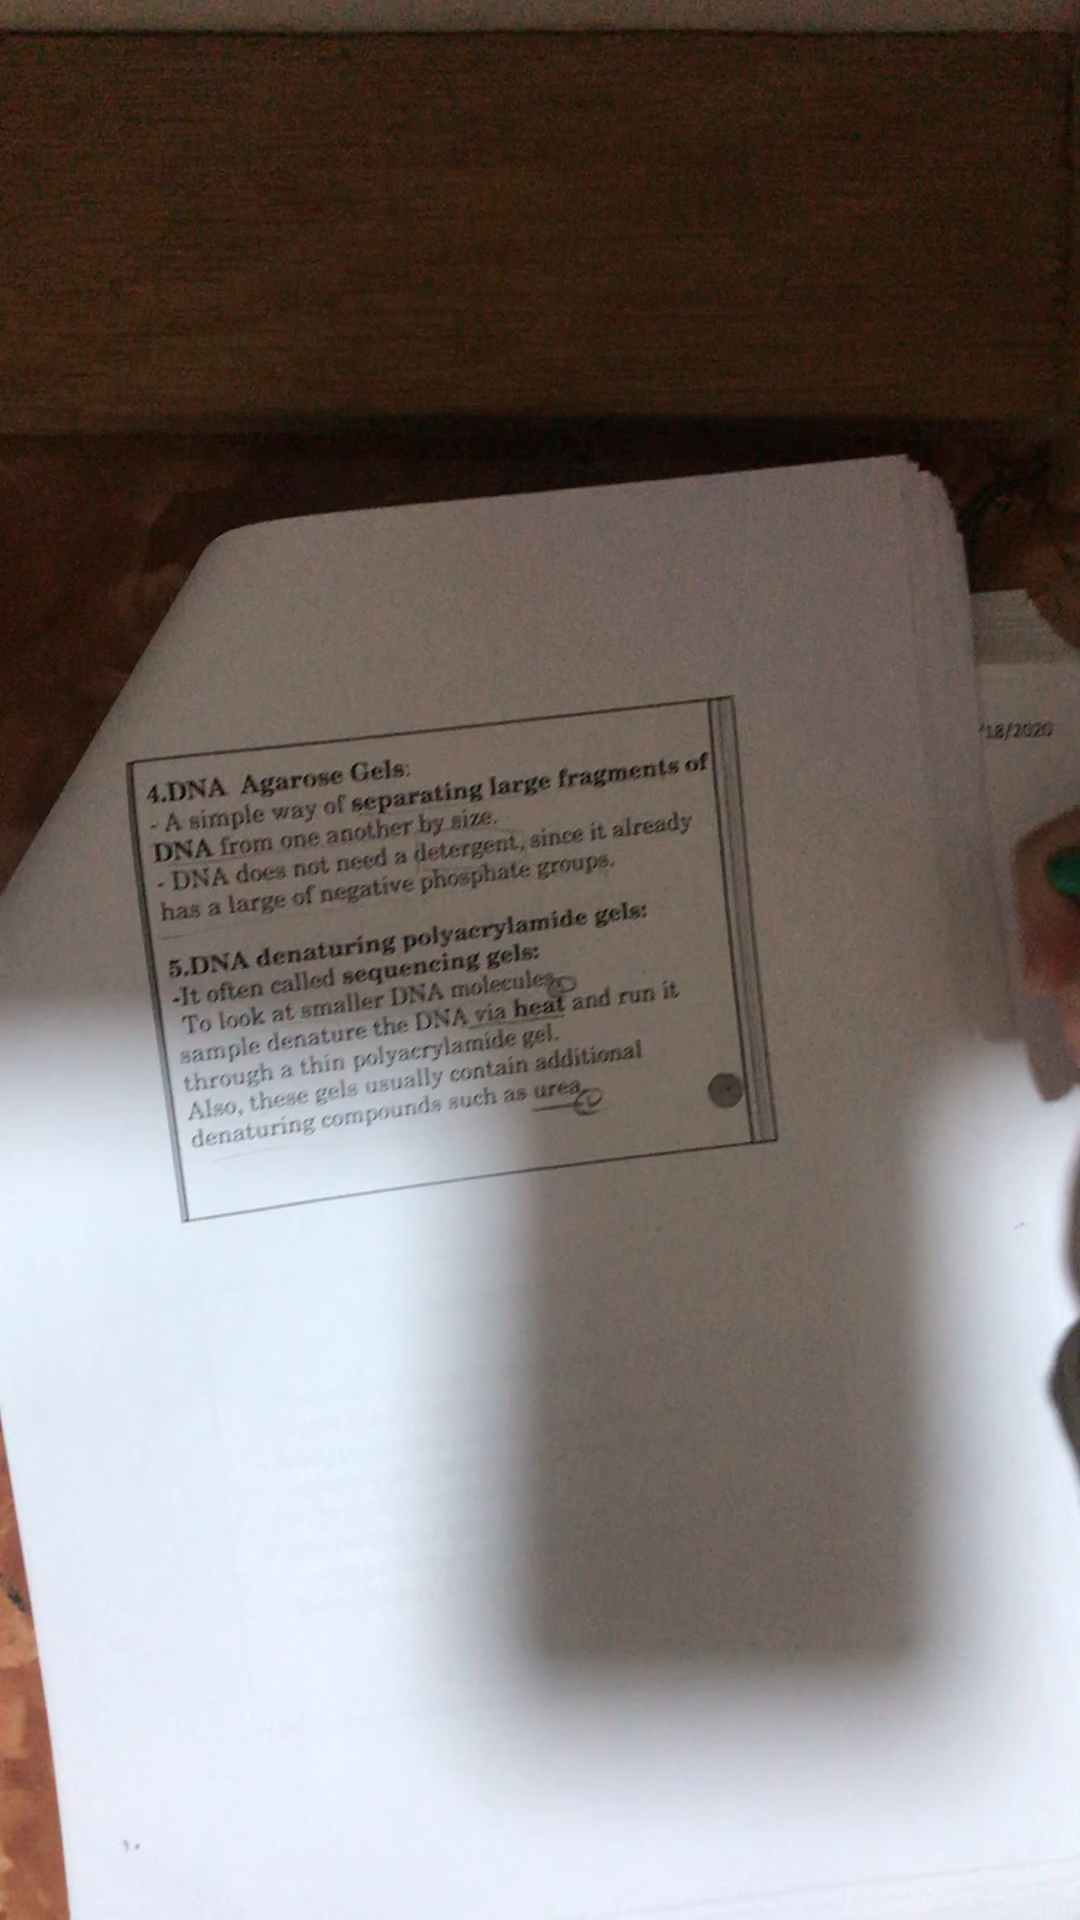 4.DNA Agarose Gels:
- A simple way of separating large fragments of
DNA from one another by size.
- DNA does not need a detergent, since it already
has a large of negative phosphate groups.
5.DNA denaturing polyacrylamide gels:
-It often called sequencing gels:
To look at smaller DNA molecules,
sample denature the DNA via heat and run it
through a thin polyacrylamide gel.
Also, these gels usually contain additional
denaturing compounds such as urea.
/18/2020